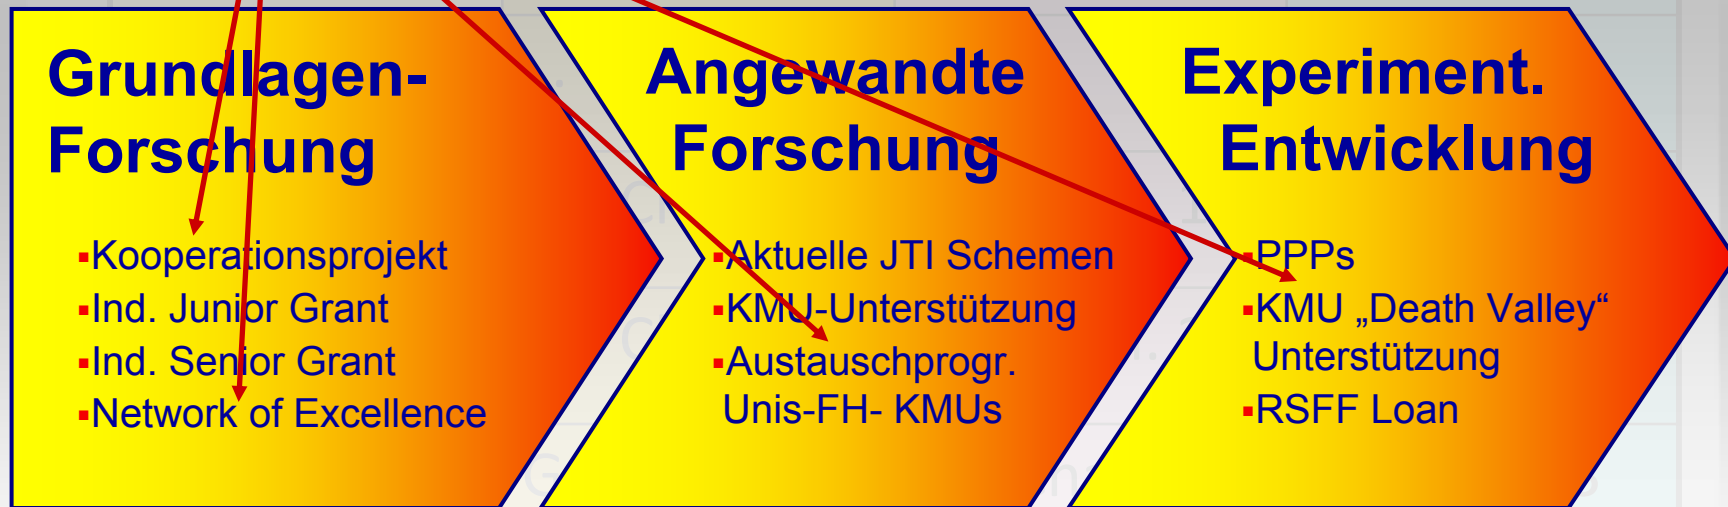 Grundlagen-
Forschung
▪Kooperationsprojekt
▪Ind. Junior Grant
▪Ind. Senior Grant
▪Network of Excellence
Angewandte
Forschung
▪Aktuelle JTI Schemen
▪KMU-Unterstützung
▪Austauschprogr.
Unis-FH- KMUs
Experiment.
Entwicklung
▪PPPs
▪KMU „Death Valley“
Unterstützung
▪RSFF Loan